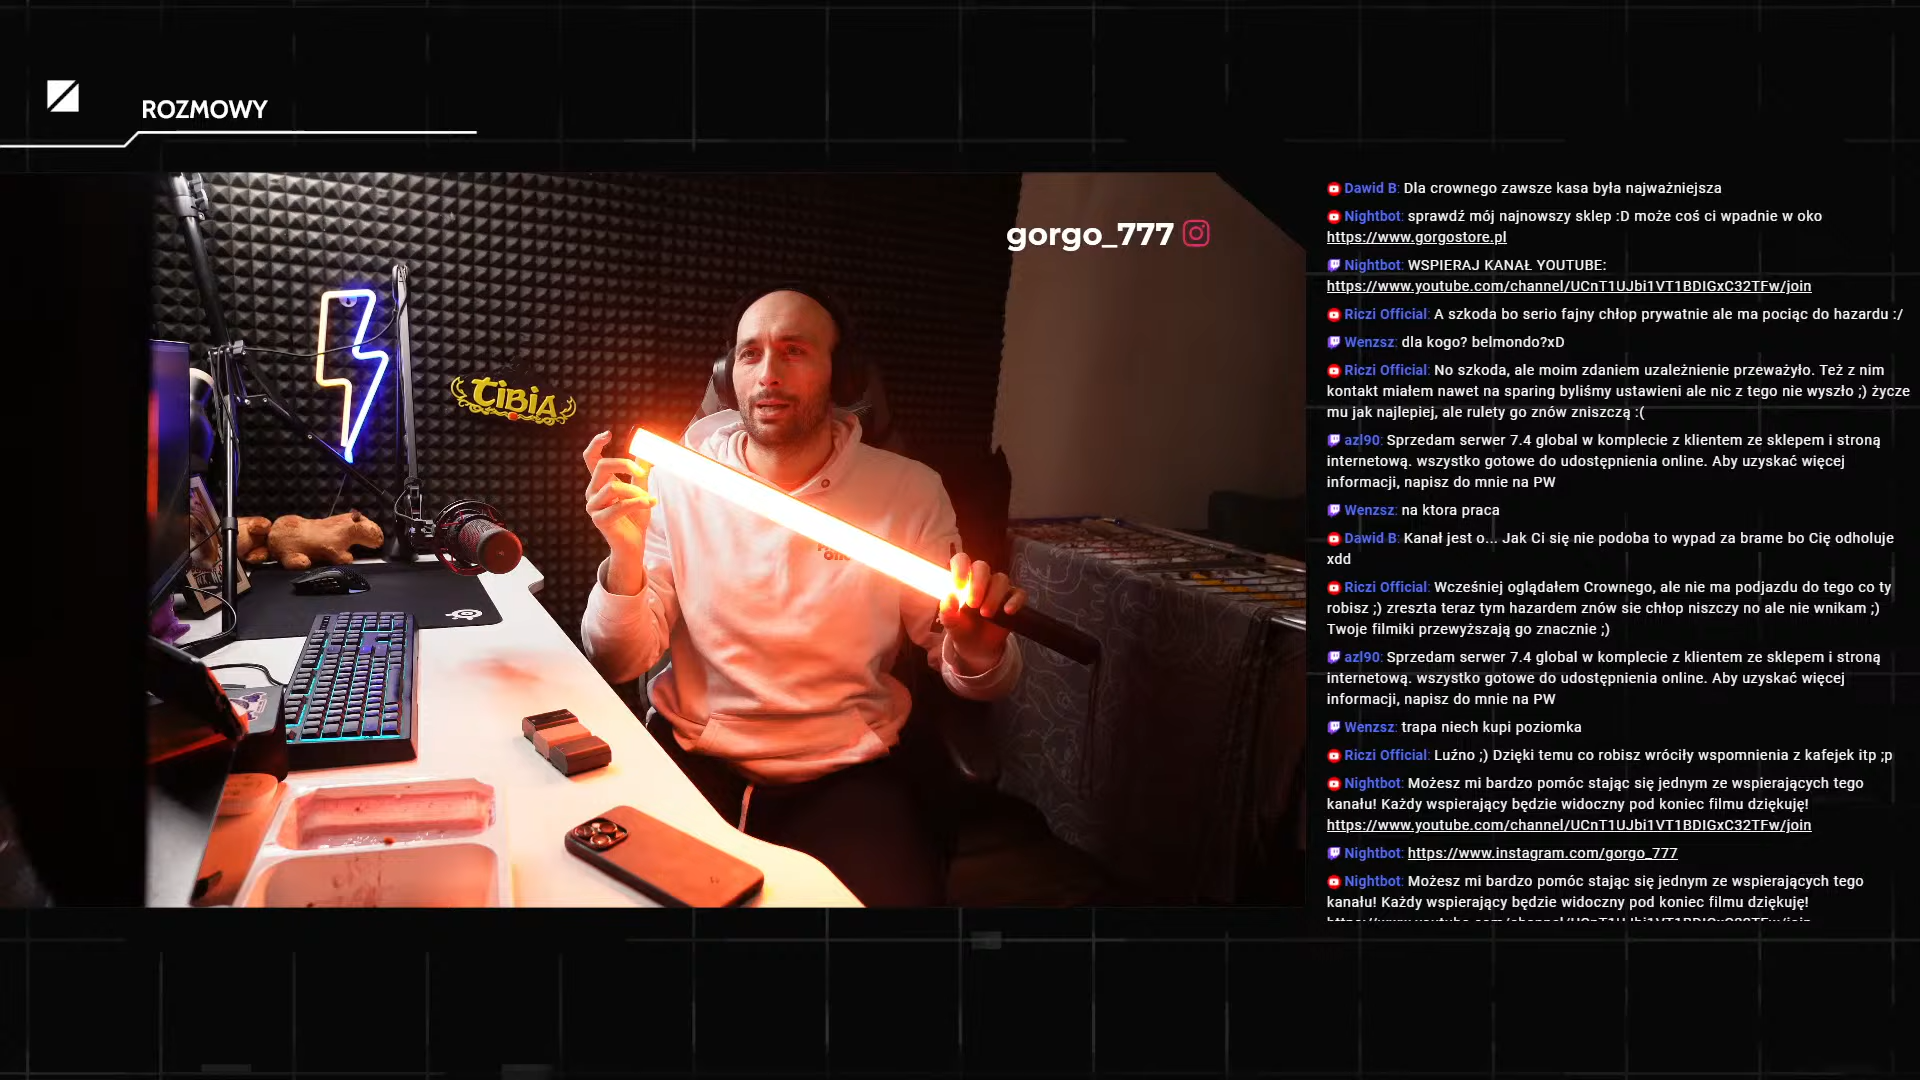 ROZMOWY
gorgo_777
TiBiA
Dawid B: Dla crownego zawsze kasa była najważniejsza
Nightbot: sprawdź mój najnowszy sklep :D może coś ci wpadnie w oko
https://www.gorgostore.pl
Nightbot: WSPIERAJ KANAŁ YOUTUBE:
https://www.youtube.com/channel/UCnT1UJbi1VT1BDIGxC32TFw/join
Riczi Official: A szkoda bo serio fajny chłop prywatnie ale ma pociąc do hazardu :/
Wenzsz: dla kogo? belmondo?xD
Riczi Official: No szkoda, ale moim zdaniem uzależnienie przeważyło. Też z nim
kontakt miałem nawet na sparing byliśmy ustawieni ale nic z tego nie wyszło ;) życze
mu jak najlepiej, ale rulety go znów zniszczą :(
azl90: Sprzedam serwer 7.4 global w komplecie z klientem ze sklepem i stroną
internetową. wszystko gotowe do udostępnienia online. Aby uzyskać więcej
informacji, napisz do mnie na PW
Wenzsz: na ktora praca
Dawid B: Kanał jest o... Jak Ci się nie podoba to wypad za brame bo Cię odholuje
xdd
Riczi Official: Wcześniej oglądałem Crownego, ale nie ma podjazdu do tego co ty
robisz ;) zreszta teraz tym hazardem znów sie chłop niszczy no ale nie wnikam ;)
Twoje filmiki przewyższają go znacznie ;)
azl90: Sprzedam serwer 7.4 global w komplecie z klientem ze sklepem i stroną
internetową. wszystko gotowe do udostępnienia online. Aby uzyskać więcej
informacji, napisz do mnie na PW
Wenzsz: trapa niech kupi poziomka
Riczi Official: Luźno ;) Dzięki temu co robisz wróciły wspomnienia z kafejek itp ;p
Nightbot: Możesz mi bardzo pomóc stając się jednym ze wspierających tego
kanału! Każdy wspierający będzie widoczny pod koniec filmu dziękuję!
https://www.youtube.com/channel/UCnT1UJbi1VT1BDIGxC32TFw/join
Nightbot: https://www.instagram.com/gorgo_777
Nightbot: Możesz mi bardzo pomóc stając się jednym ze wspierających tego
kanału! Każdy wspierający będzie widoczny pod koniec filmu dziękuję!